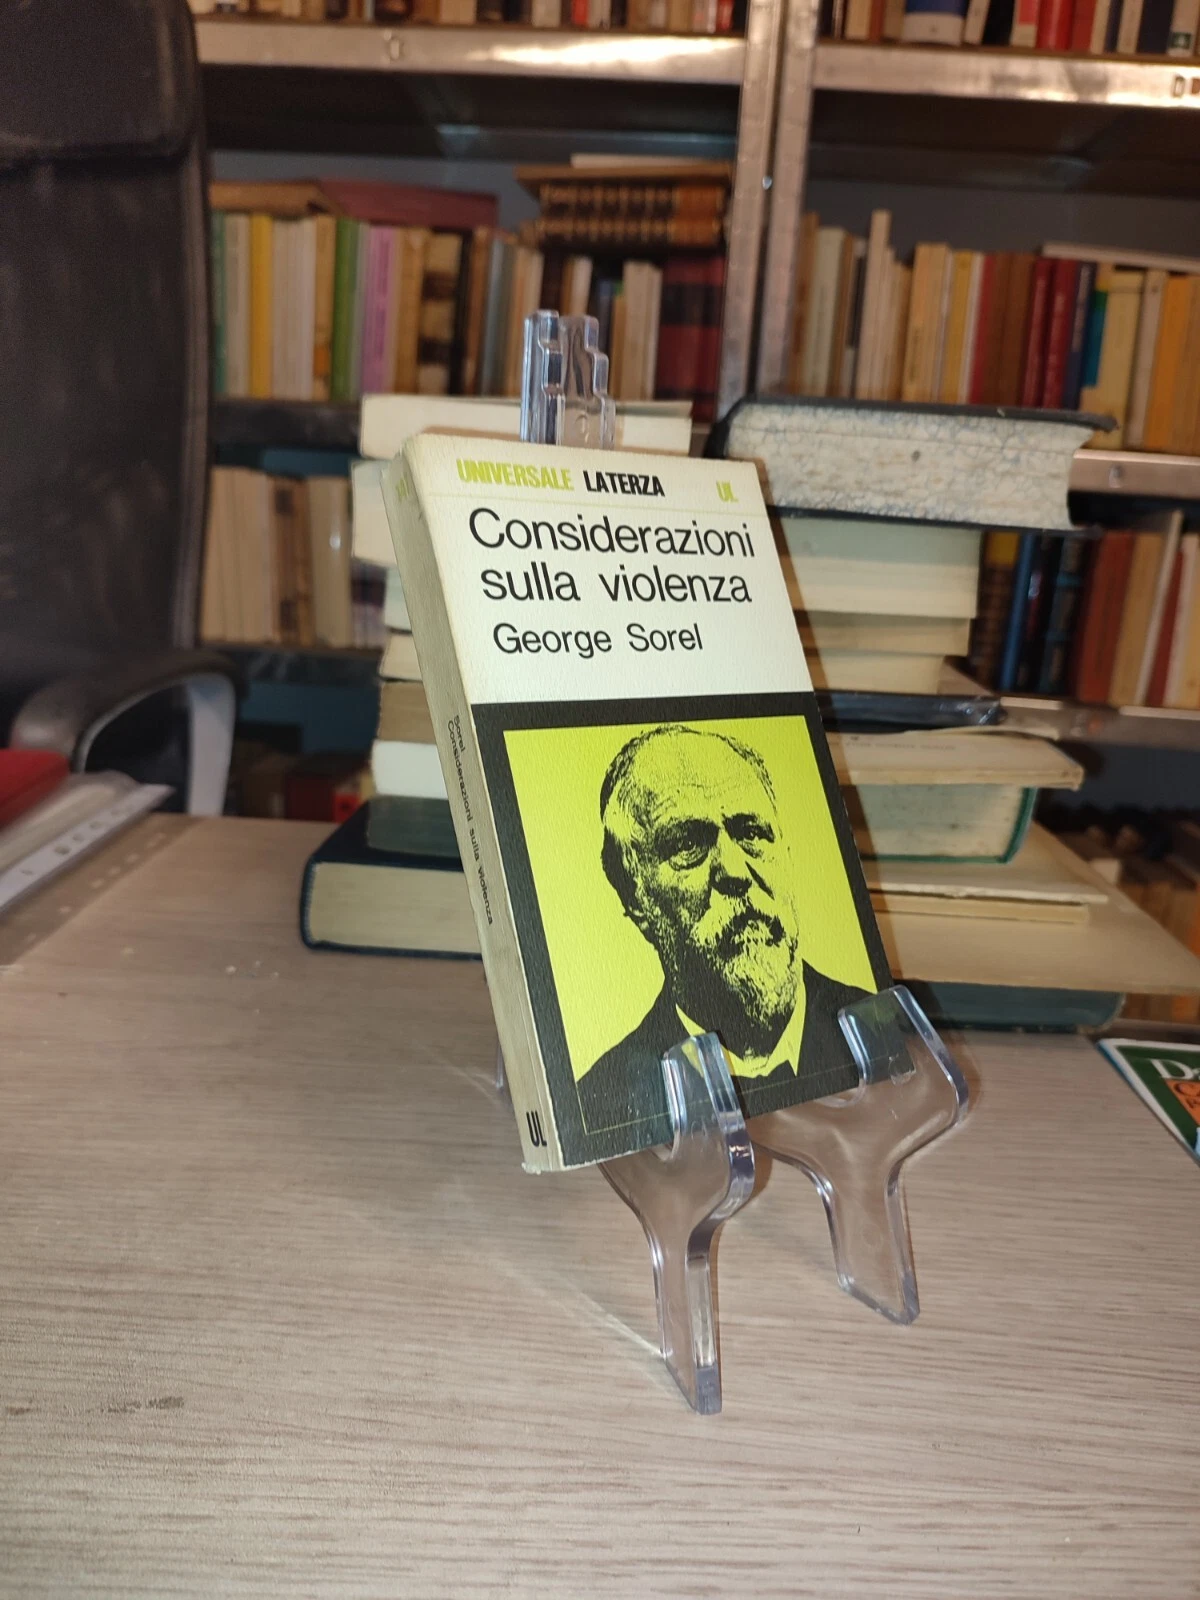 UNIVERSALE LATERZA UL
Considerazioni
sulla violenza
George Sorel
Sorel
Considerazioni sulla violenza
UL